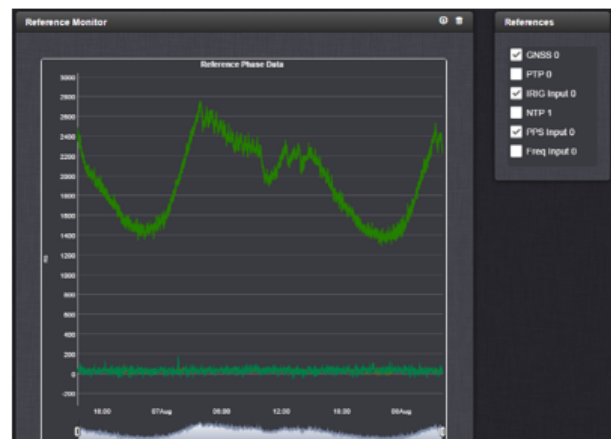 Reference Monitor
Reference Phase Data
3000
2800
2600
2400
2200
2000
1800
1600
1400
1200
1000
800
600
400
200
0
-200
ns
18:00 07Aug 06:00 12:00 18:00 08Aug
References
GNSS 0
PTP 0
IRIG Input 0
NTP 1
PPS Input 0
Freq Input 0